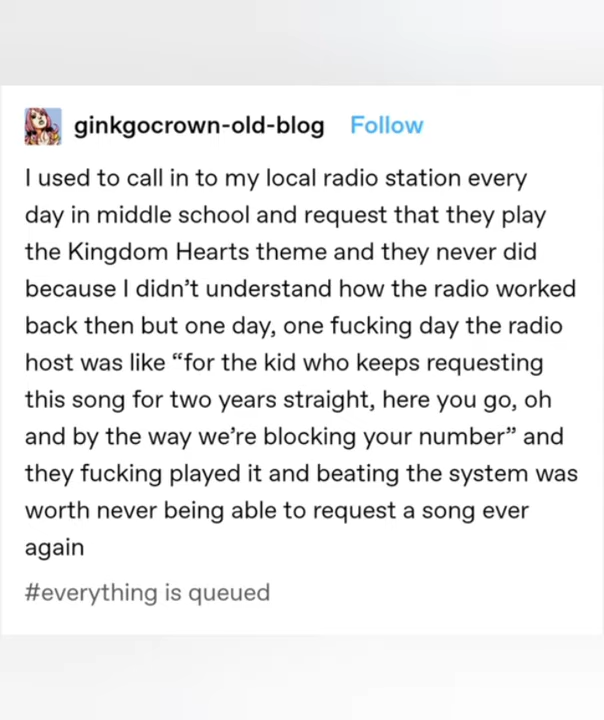 ginkgocrown-old-blog Follow
I used to call in to my local radio station every
day in middle school and request that they play
the Kingdom Hearts theme and they never did
because I didn’t understand how the radio worked
back then but one day, one fucking day the radio
host was like “for the kid who keeps requesting
this song for two years straight, here you go, oh
and by the way we’re blocking your number” and
they fucking played it and beating the system was
worth never being able to request a song ever
again
#everything is queued